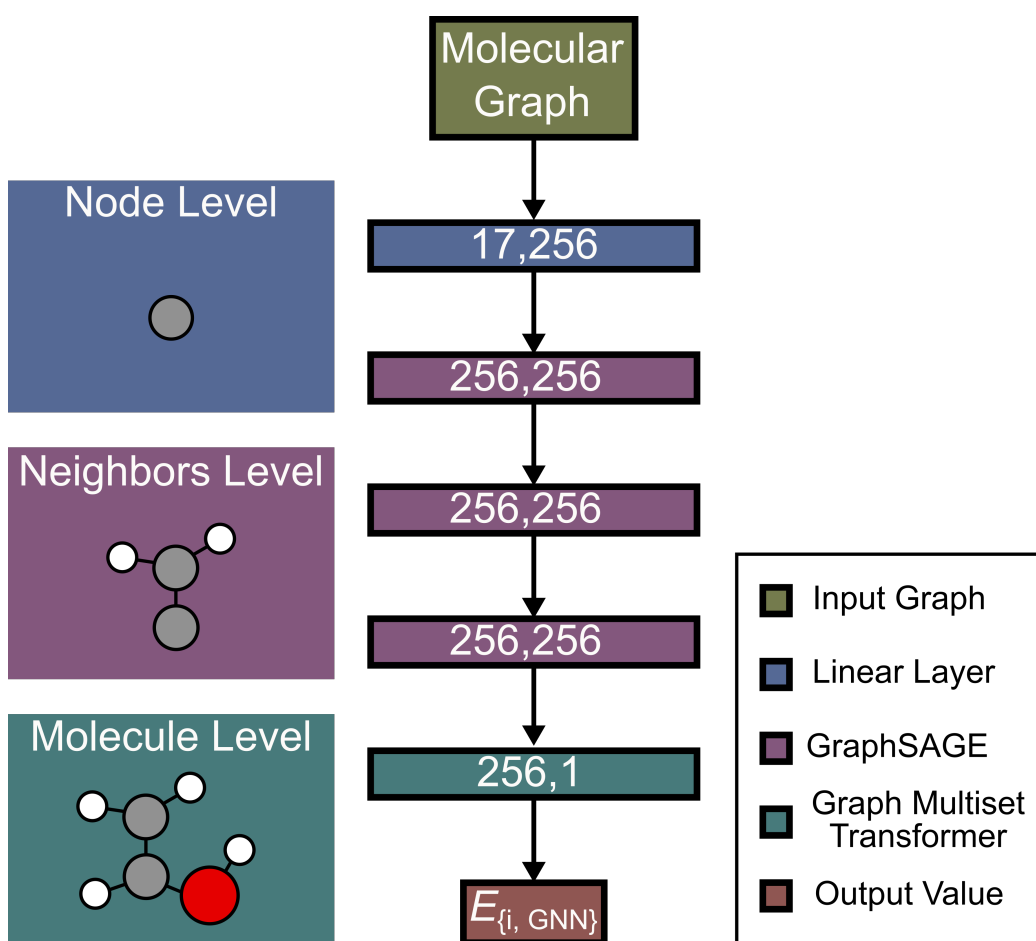 Molecular
Graph
Node Level
17,256
256,256
Neighbors Level
256,256
256,256
Molecule Level
256,1
E{i, GNN}
Input Graph
Linear Layer
GraphSAGE
Graph Multiset
Transformer
Output Value